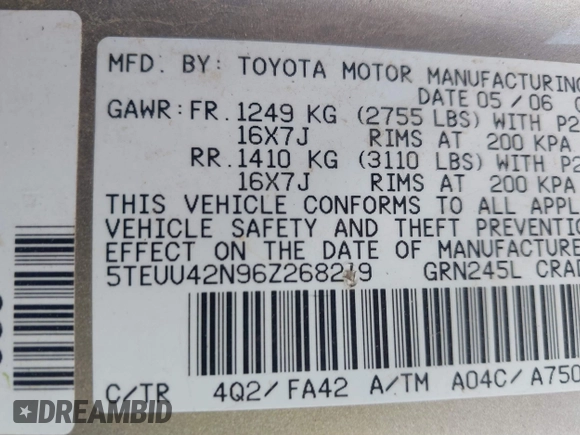 MFD. BY: TOYOTA MOTOR MANUFACTURING
DATE 05/06
GAWR: FR. 1249 KG (2755 LBS) WITH P2
16X7J RIMS AT 200 KPA
RR. 1410 KG (3110 LBS) WITH P2
16X7J RIMS AT 200 KPA
THIS VEHICLE CONFORMS TO ALL APPL
VEHICLE SAFETY AND THEFT PREVENTIO
EFFECT ON THE DATE OF MANUFACTURE
5TEUU42N96Z268219 GRN245L CRA
C/TR 4Q2/FA42 A/TM A04C/A750
DREAMBID